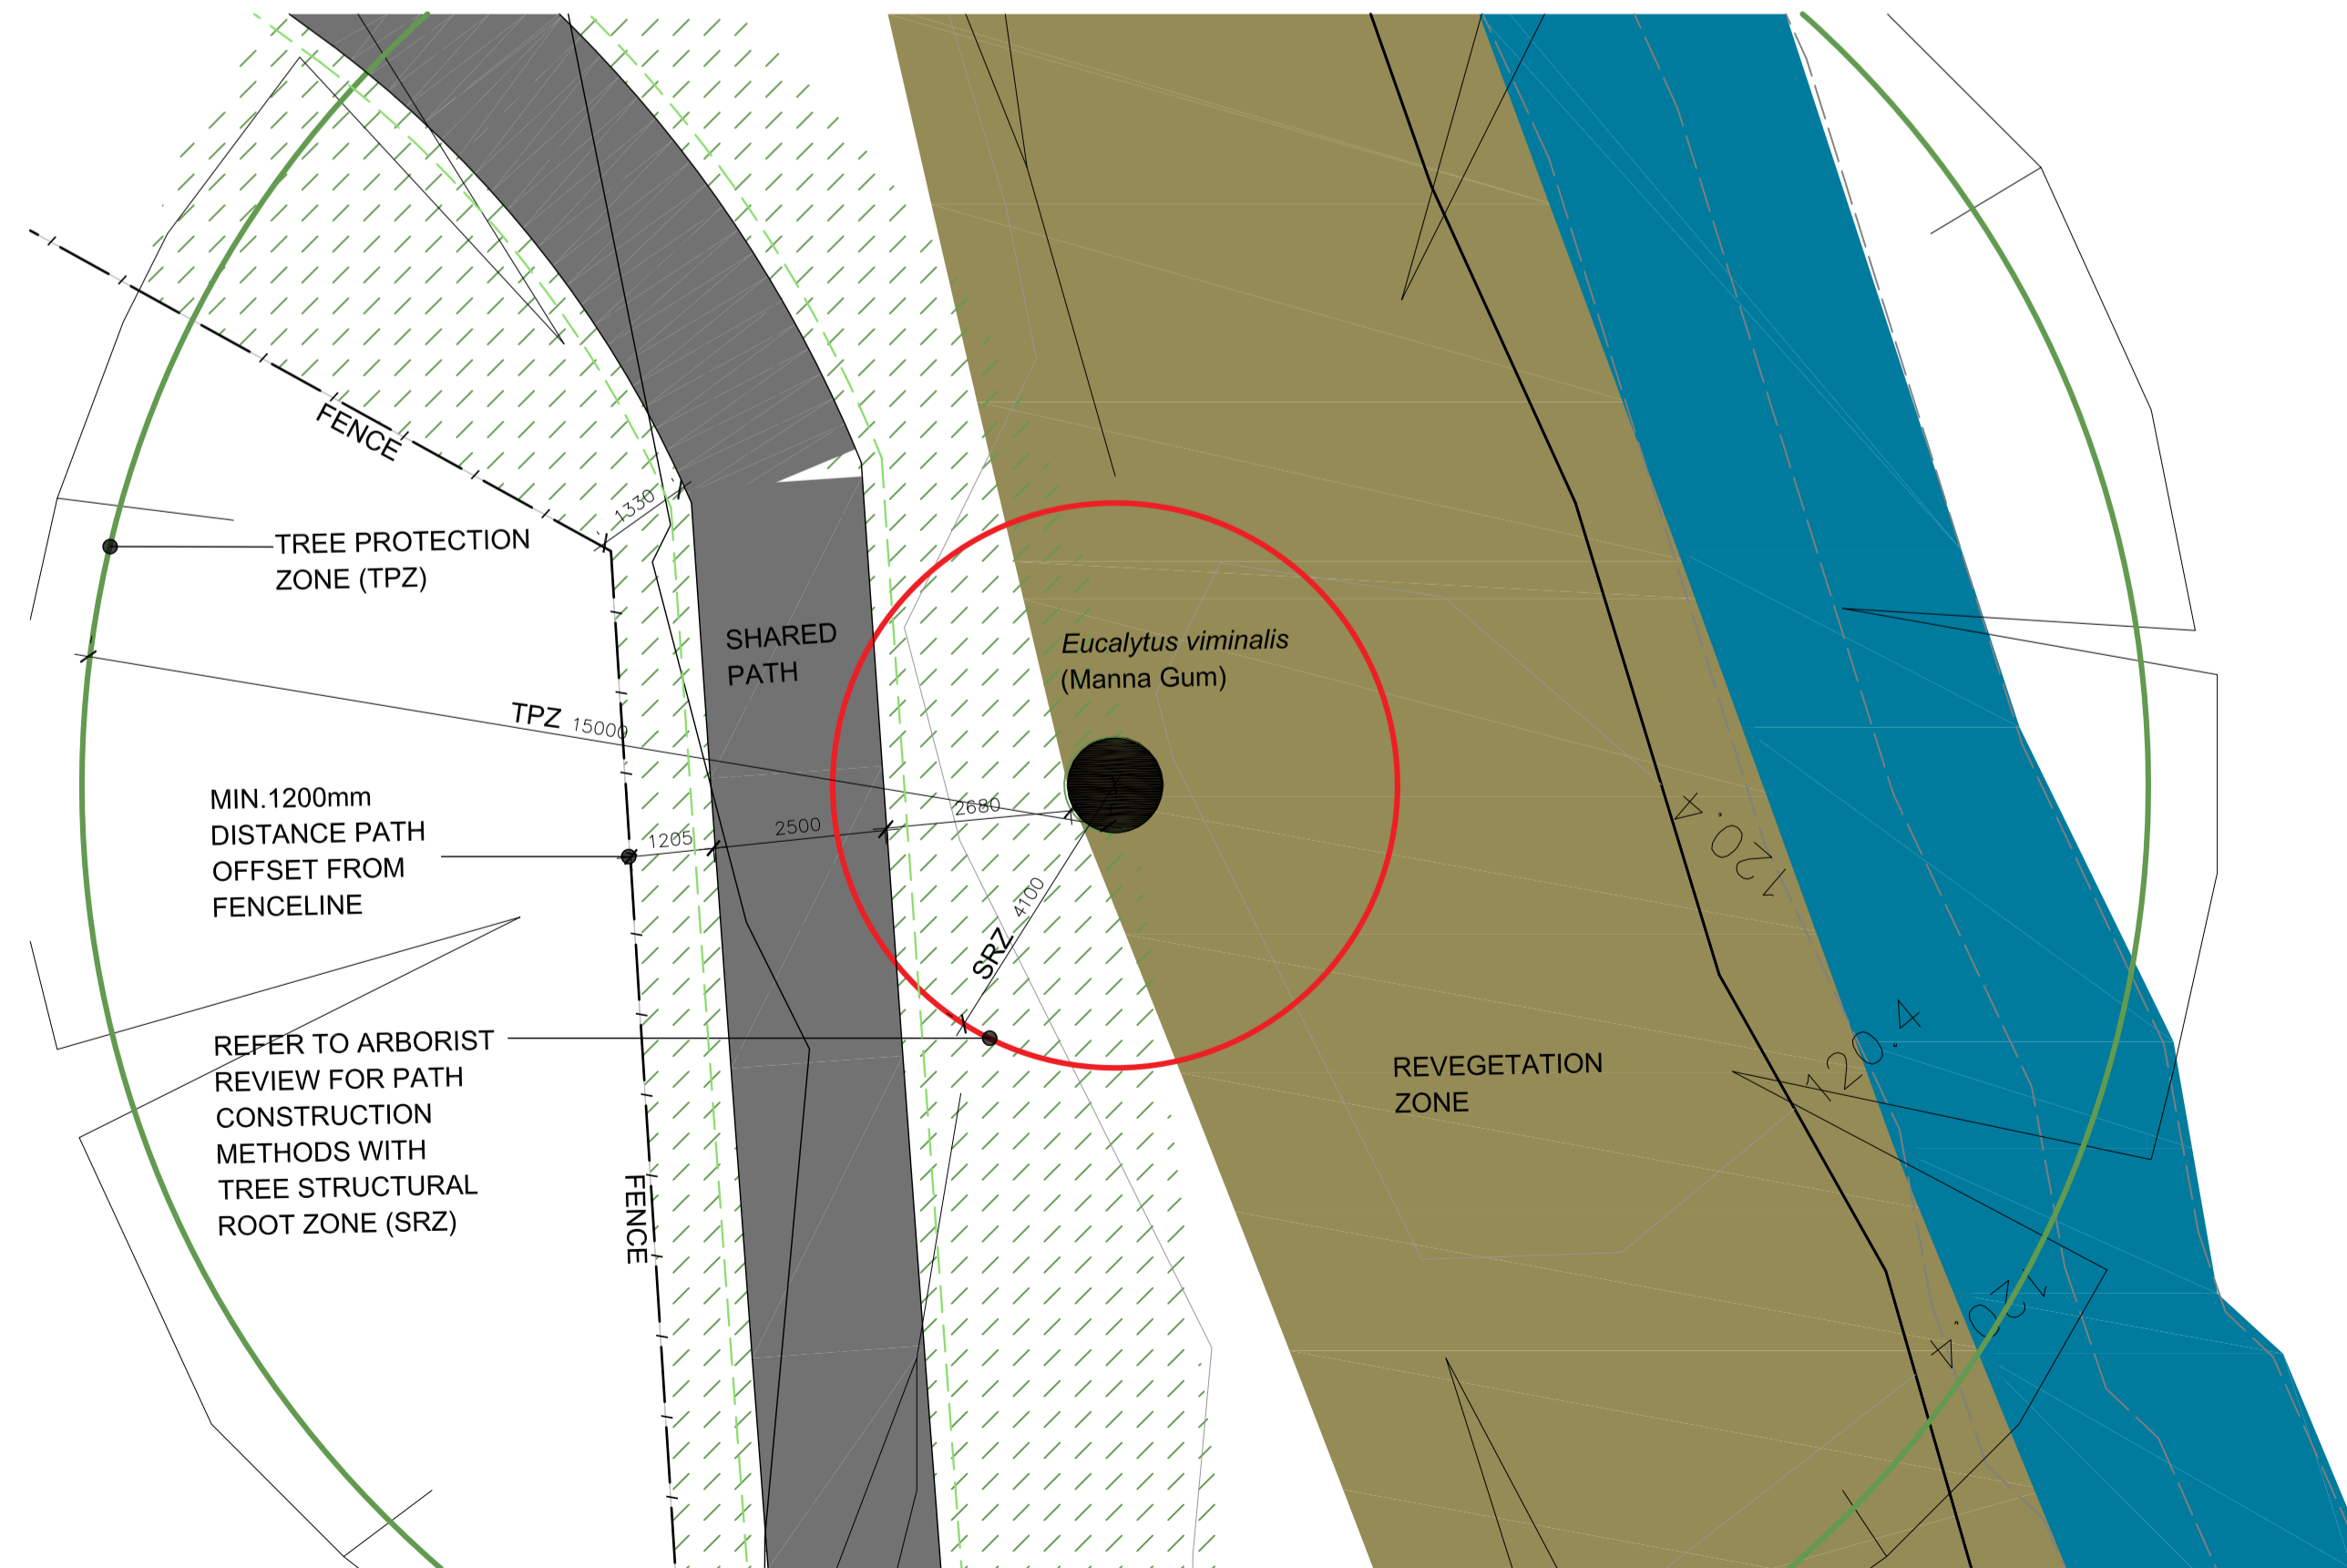 FENCE
1330
TREE PROTECTION
ZONE (TPZ)
SHARED
PATH
Eucalytus viminalis
(Manna Gum)
TPZ 15000
MIN.1200mm
DISTANCE PATH
OFFSET FROM
FENCELINE
1205
2500
2680
SRZ 4100
120.4
REFER TO ARBORIST
REVIEW FOR PATH
CONSTRUCTION
METHODS WITH
TREE STRUCTURAL
ROOT ZONE (SRZ)
REVEGETATION
ZONE
120.4
FENCE
120.4